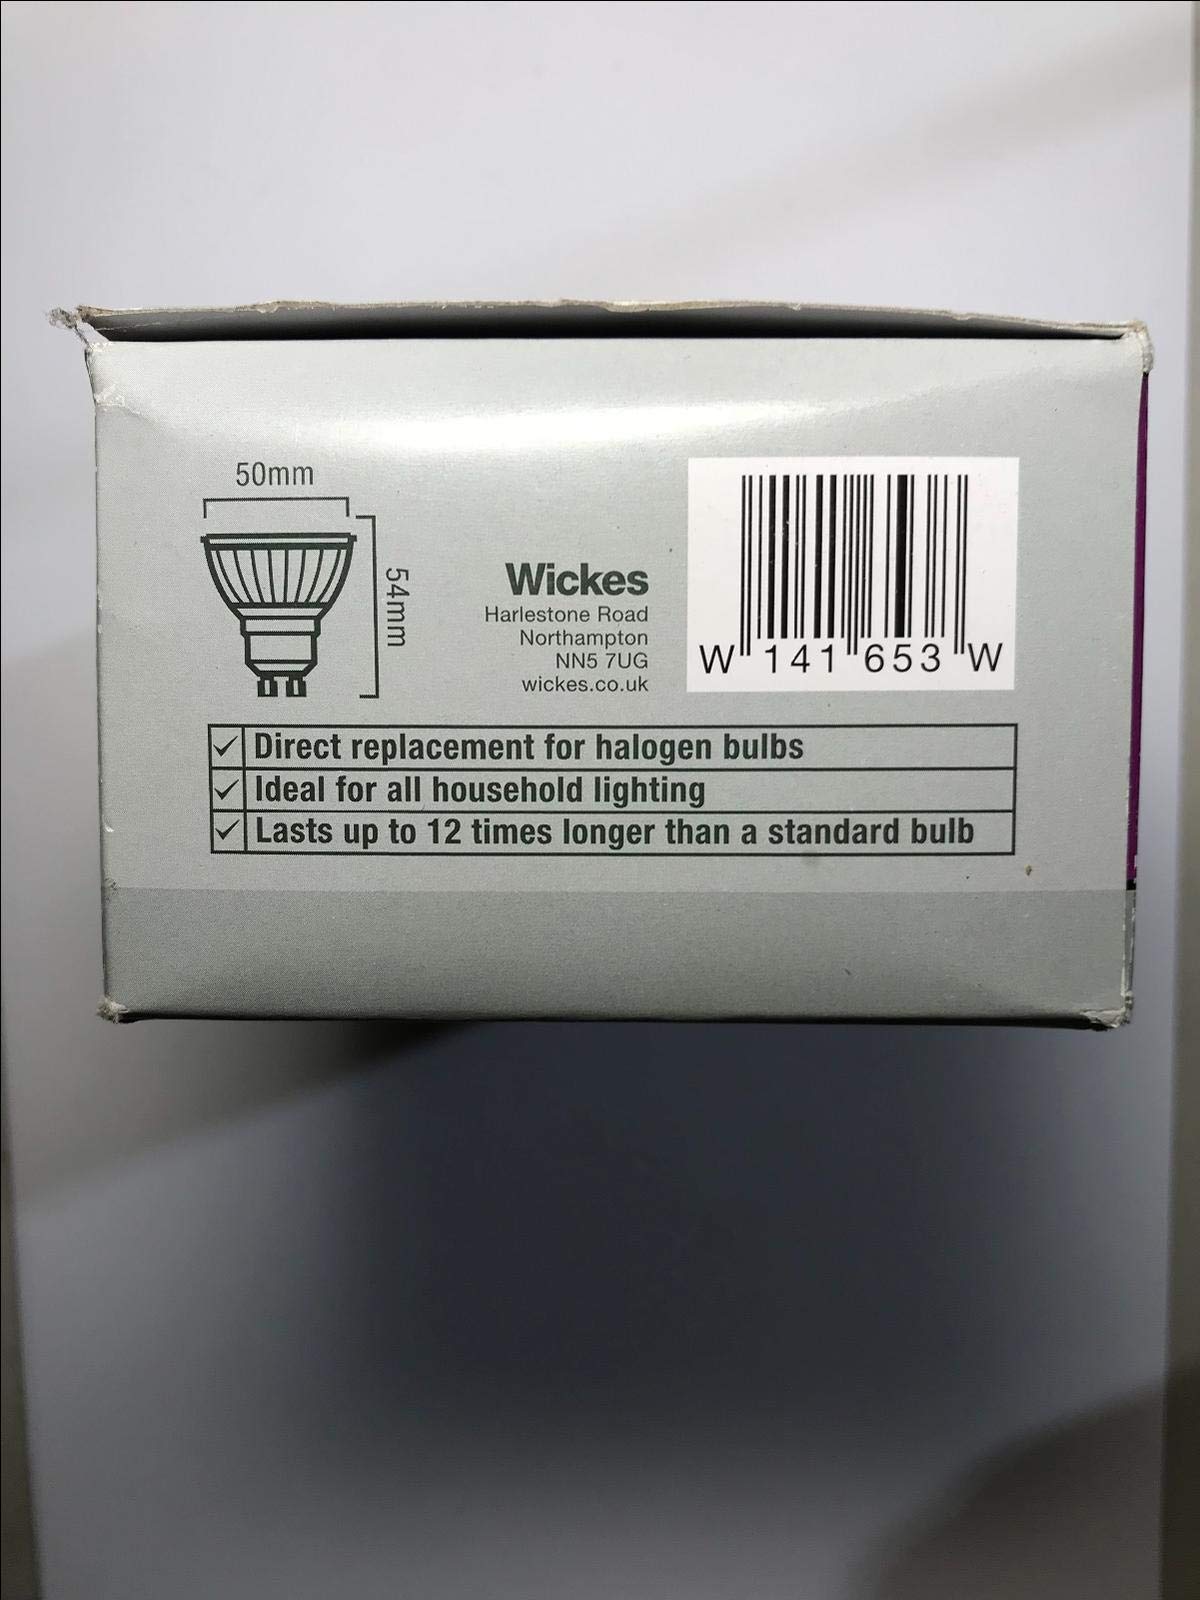 50mm
54mm
Wickes
Harlestone Road
Northampton
NN5 7UG
wickes.co.uk
W 141 653 W
Direct replacement for halogen bulbs
Ideal for all household lighting
Lasts up to 12 times longer than a standard bulb